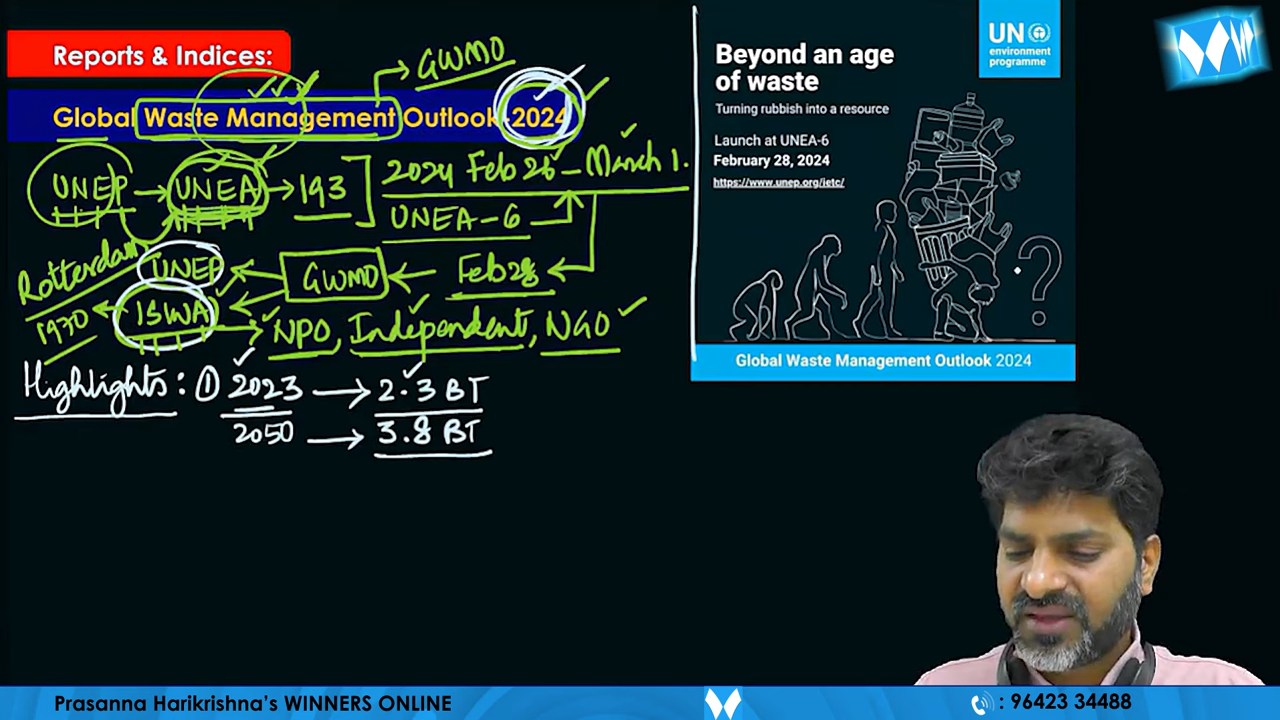 Reports & Indices:
GWMO
Global Waste Management Outlook-2024
UNEP → UNEA → 193 ] 2024 Feb 26 – March 1.
UNEA-6
Rotterdam
UNEP ← GWMO ← Feb 28
1970 ← ISWA → NPO, Independent, NGO
Highlights: ① 2023 → 2.3 BT
2050 → 3.8 BT
Beyond an age
of waste
Turning rubbish into a resource
Launch at UNEA-6
February 28, 2024
https://www.unep.org/ietc/
UN
environment
programme
?
Global Waste Management Outlook 2024
W
Prasanna Harikrishna's WINNERS ONLINE
W
: 96423 34488